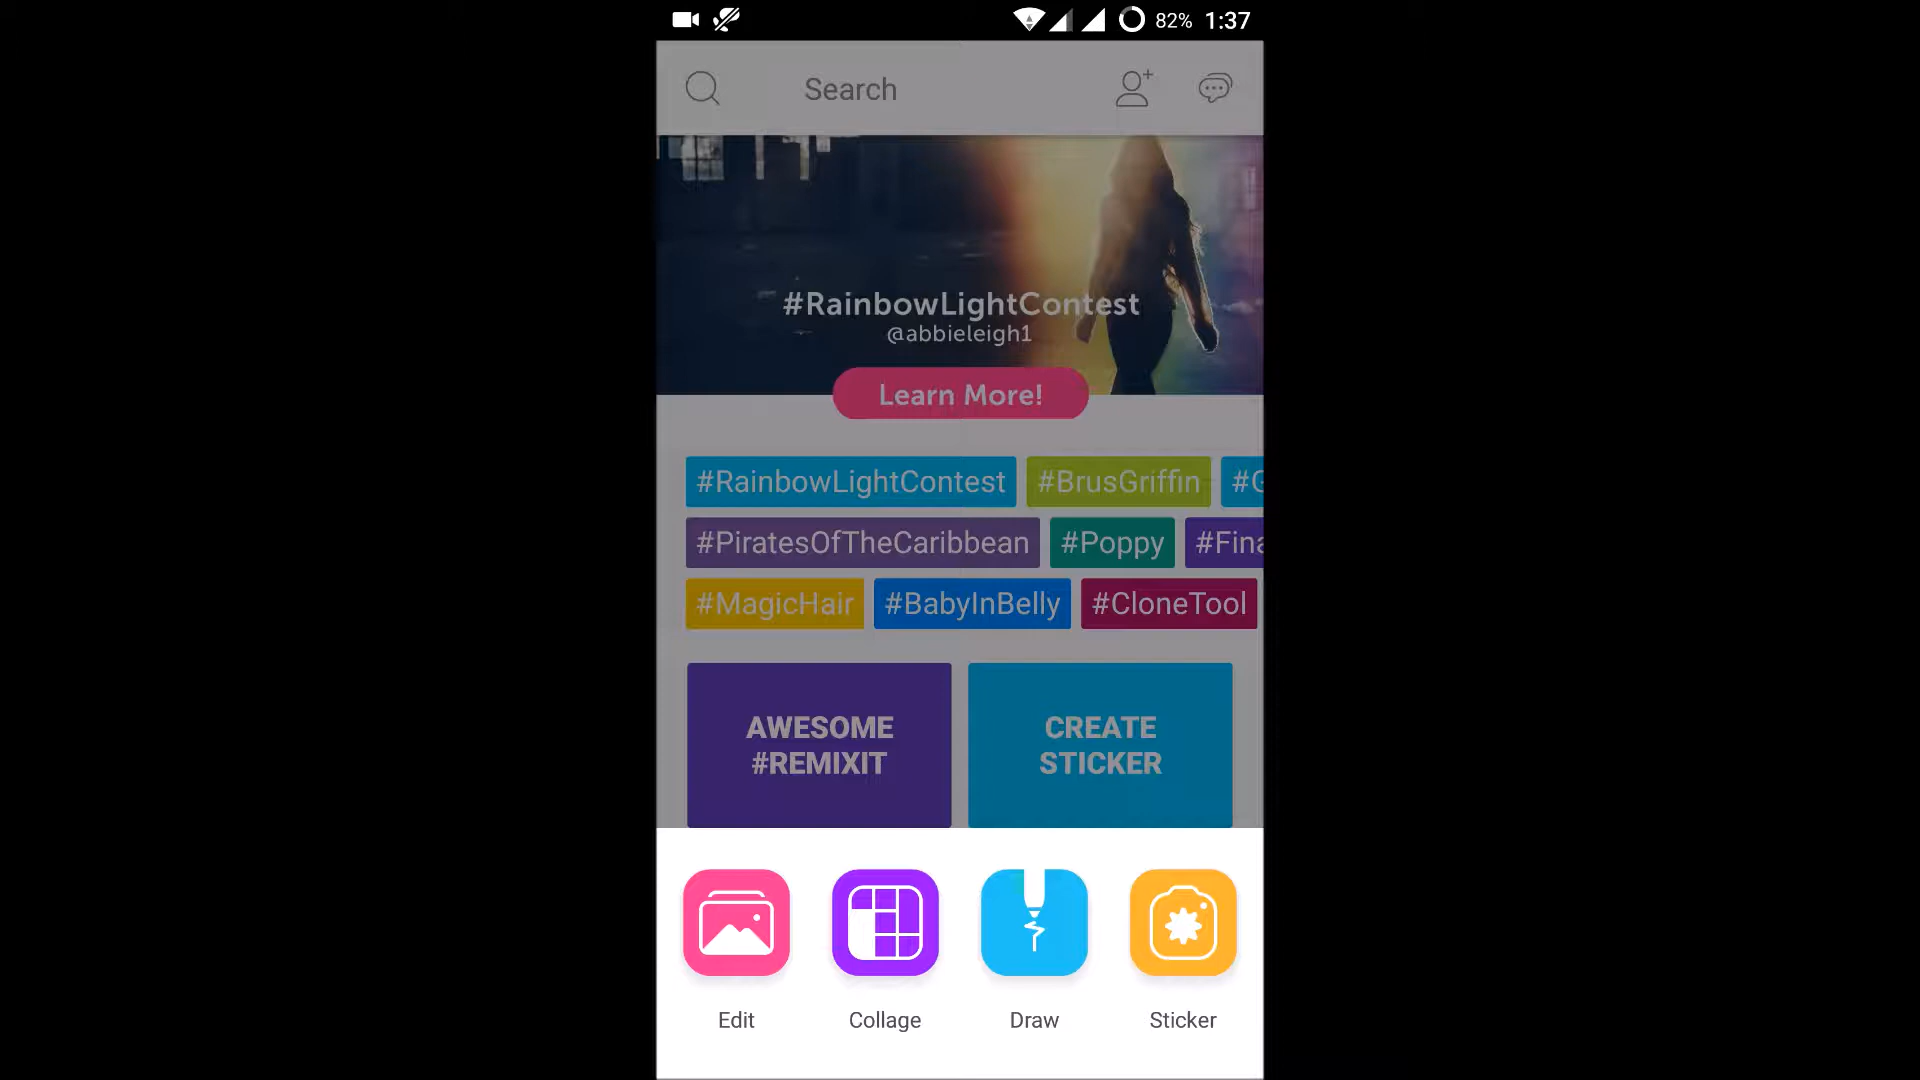 82% 1:37
Search
#RainbowLightContest
@abbieleigh1
Learn More!
#RainbowLightContest #BrusGriffin #G
#PiratesOfTheCaribbean #Poppy #Fina
#MagicHair #BabyInBelly #CloneTool
AWESOME
#REMIXIT
CREATE
STICKER
Edit Collage Draw Sticker